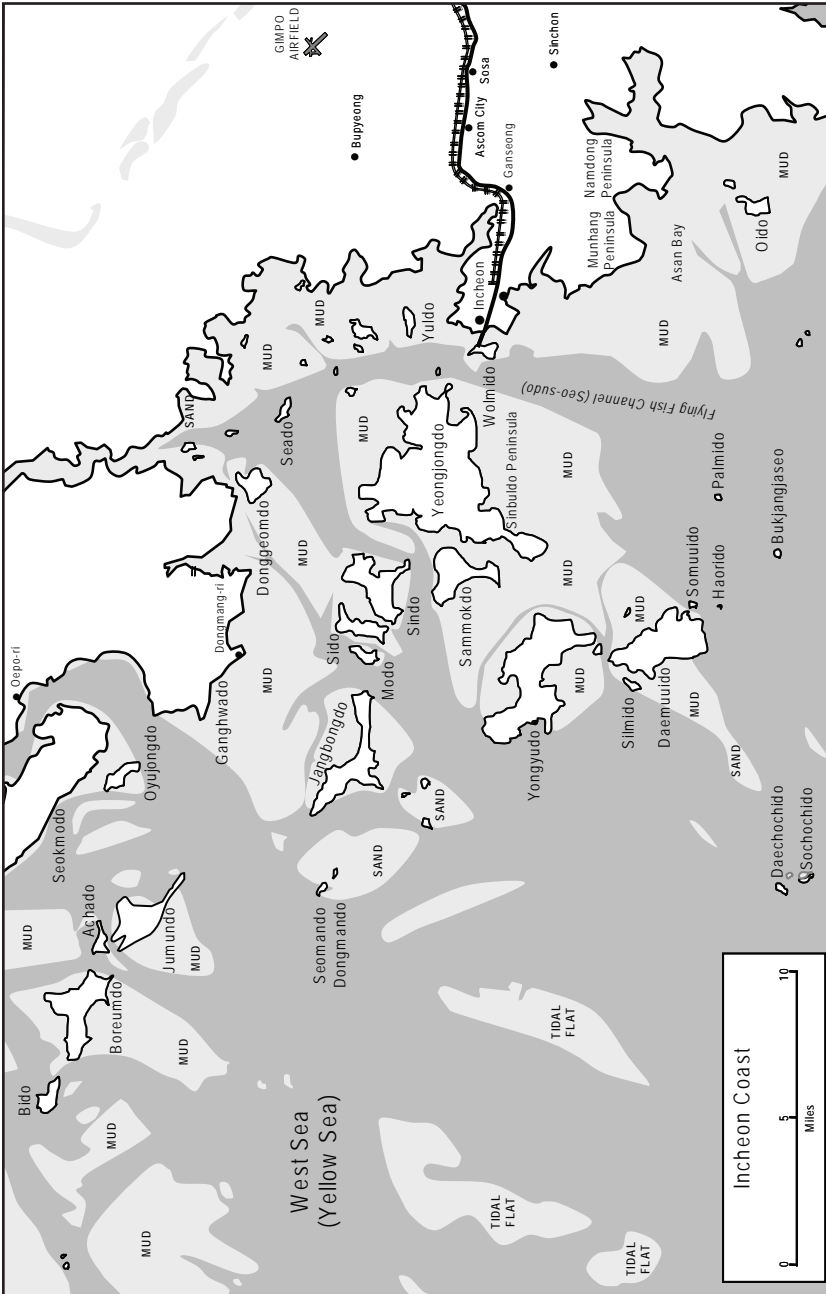 GIMPO
AIRFIELD
Bupyeong
Sosa
Sinchon
Ascom City
Ganseong
Namdong
Peninsula
Munhang
Peninsula
MUD
Oido
Asan Bay
MUD
Incheon
Yuldo
MUD
MUD
SAND
Seado
Wolmido
Flying Fish Channel (Seo-sudo)
MUD
Yeongjongdo
Sinbuldo Peninsula
MUD
Palmido
Bukjangjaseo
Donggeomdo
MUD
Dongmang-ri
Oepo-ri
Ganghwado
MUD
Sido
Sindo
Modo
Sammokdo
MUD
Somuuido
Haorido
MUD
MUD
Yongyudo
Silmido
Daemuuido
MUD
SAND
Jangbongdo
SAND
Seokmodo
Oyujongdo
SAND
Seomando
Dongmando
Daechochido
Sochochido
Achado
MUD
Jumundo
MUD
Boreumdo
MUD
Bido
MUD
MUD
TIDAL
FLAT
TIDAL
FLAT
TIDAL
FLAT
West Sea
(Yellow Sea)
Incheon Coast
0 5 10
Miles